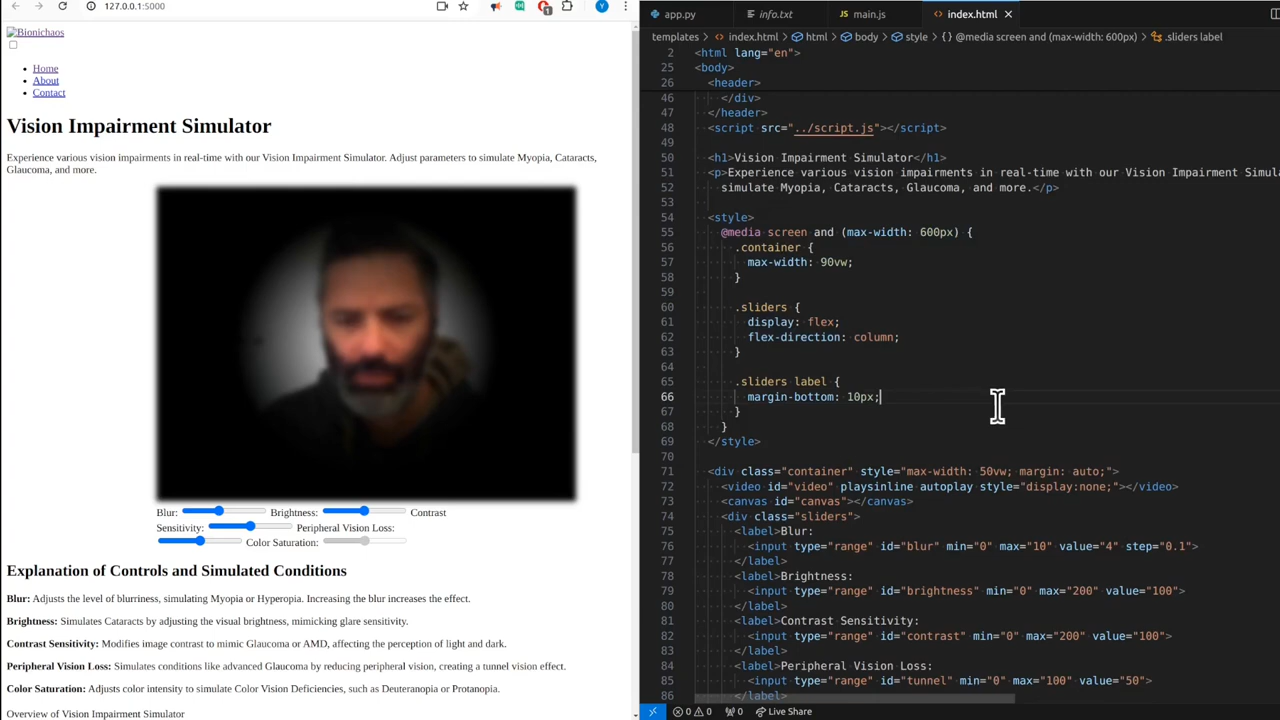 127.0.0.1:5000
1
Y
Bionichaos
Home
About
Contact
Vision Impairment Simulator
Experience various vision impairments in real-time with our Vision Impairment Simulator. Adjust parameters to simulate Myopia, Cataracts,
Glaucoma, and more.
Blur: Brightness: Contrast
Sensitivity: Peripheral Vision Loss:
Color Saturation:
Explanation of Controls and Simulated Conditions
Blur: Adjusts the level of blurriness, simulating Myopia or Hyperopia. Increasing the blur increases the effect.
Brightness: Simulates Cataracts by adjusting the visual brightness, mimicking glare sensitivity.
Contrast Sensitivity: Modifies image contrast to mimic Glaucoma or AMD, affecting the perception of light and dark.
Peripheral Vision Loss: Simulates conditions like advanced Glaucoma by reducing peripheral vision, creating a tunnel vision effect.
Color Saturation: Adjusts color intensity to simulate Color Vision Deficiencies, such as Deuteranopia or Protanopia.
Overview of Vision Impairment Simulator
app.py info.txt main.js index.html
templates index.html html body style @media screen and (max-width: 600px) .sliders label
2 <html lang="en">
25 <body>
26 <header>
46 </div>
47 </header>
48 <script src="../script.js"></script>
49
50 <h1>Vision Impairment Simulator</h1>
51 <p>Experience various vision impairments in real-time with our Vision Impairment Simula
52 simulate Myopia, Cataracts, Glaucoma, and more.</p>
53
54 <style>
55 @media screen and (max-width: 600px) {
56 .container {
57 max-width: 90vw;
58 }
59
60 .sliders {
61 display: flex;
62 flex-direction: column;
63 }
64
65 .sliders label {
66 margin-bottom: 10px;
67 }
68 }
69 </style>
70
71 <div class="container" style="max-width: 50vw; margin: auto;">
72 <video id="video" playsinline autoplay style="display:none;"></video>
73 <canvas id="canvas"></canvas>
74 <div class="sliders">
75 <label>Blur:
76 <input type="range" id="blur" min="0" max="10" value="4" step="0.1">
77 </label>
78 <label>Brightness:
79 <input type="range" id="brightness" min="0" max="200" value="100">
80 </label>
81 <label>Contrast Sensitivity:
82 <input type="range" id="contrast" min="0" max="200" value="100">
83 </label>
84 <label>Peripheral Vision Loss:
85 <input type="range" id="tunnel" min="0" max="100" value="50">
86 </label>
0 0 0 Live Share